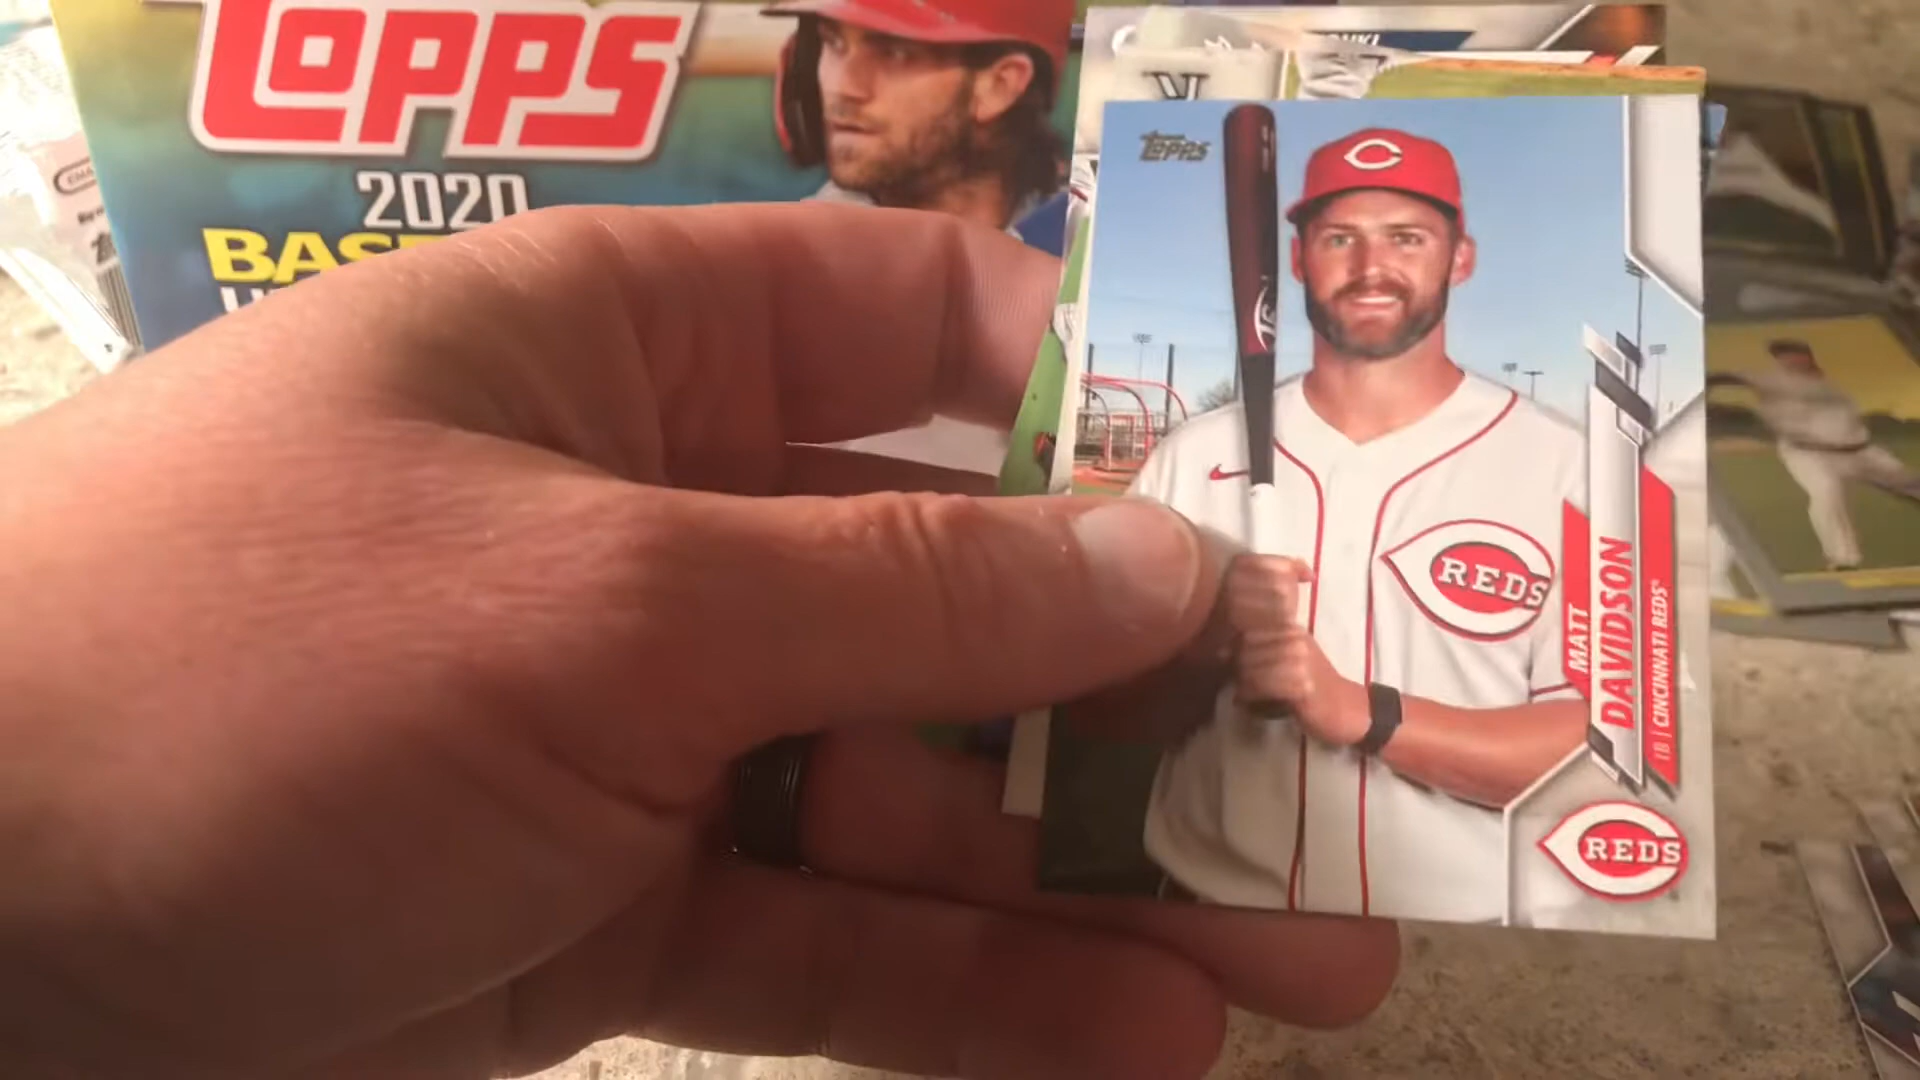 Topps
2020
BAS
Topps
REDS
MATT
DAVIDSON
1B | CINCINNATI REDS
REDS